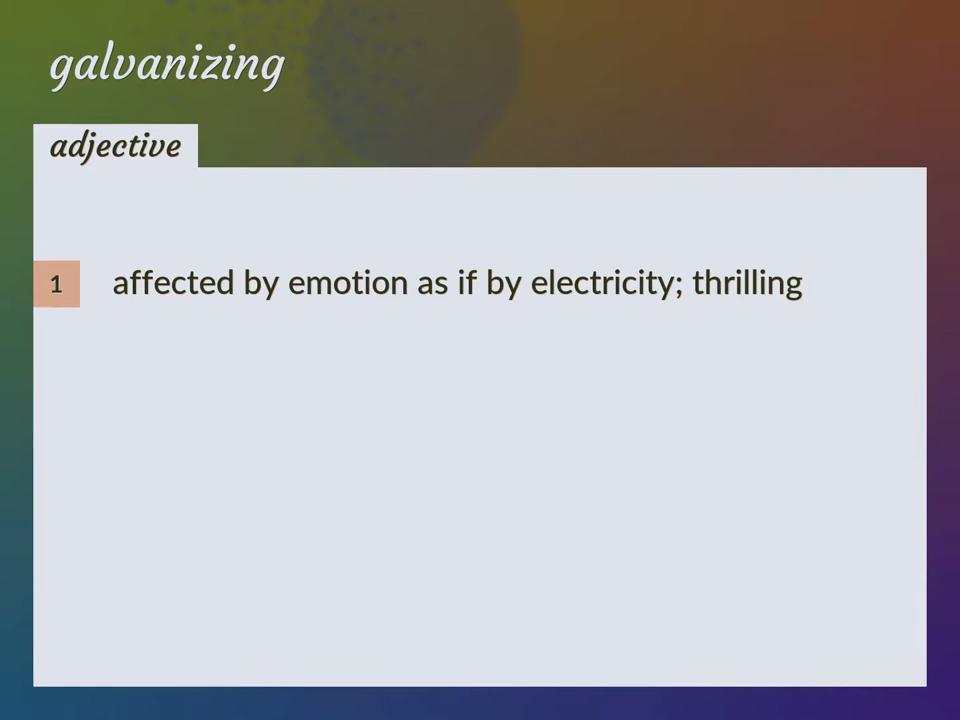 galvanizing
adjective
1 affected by emotion as if by electricity; thrilling